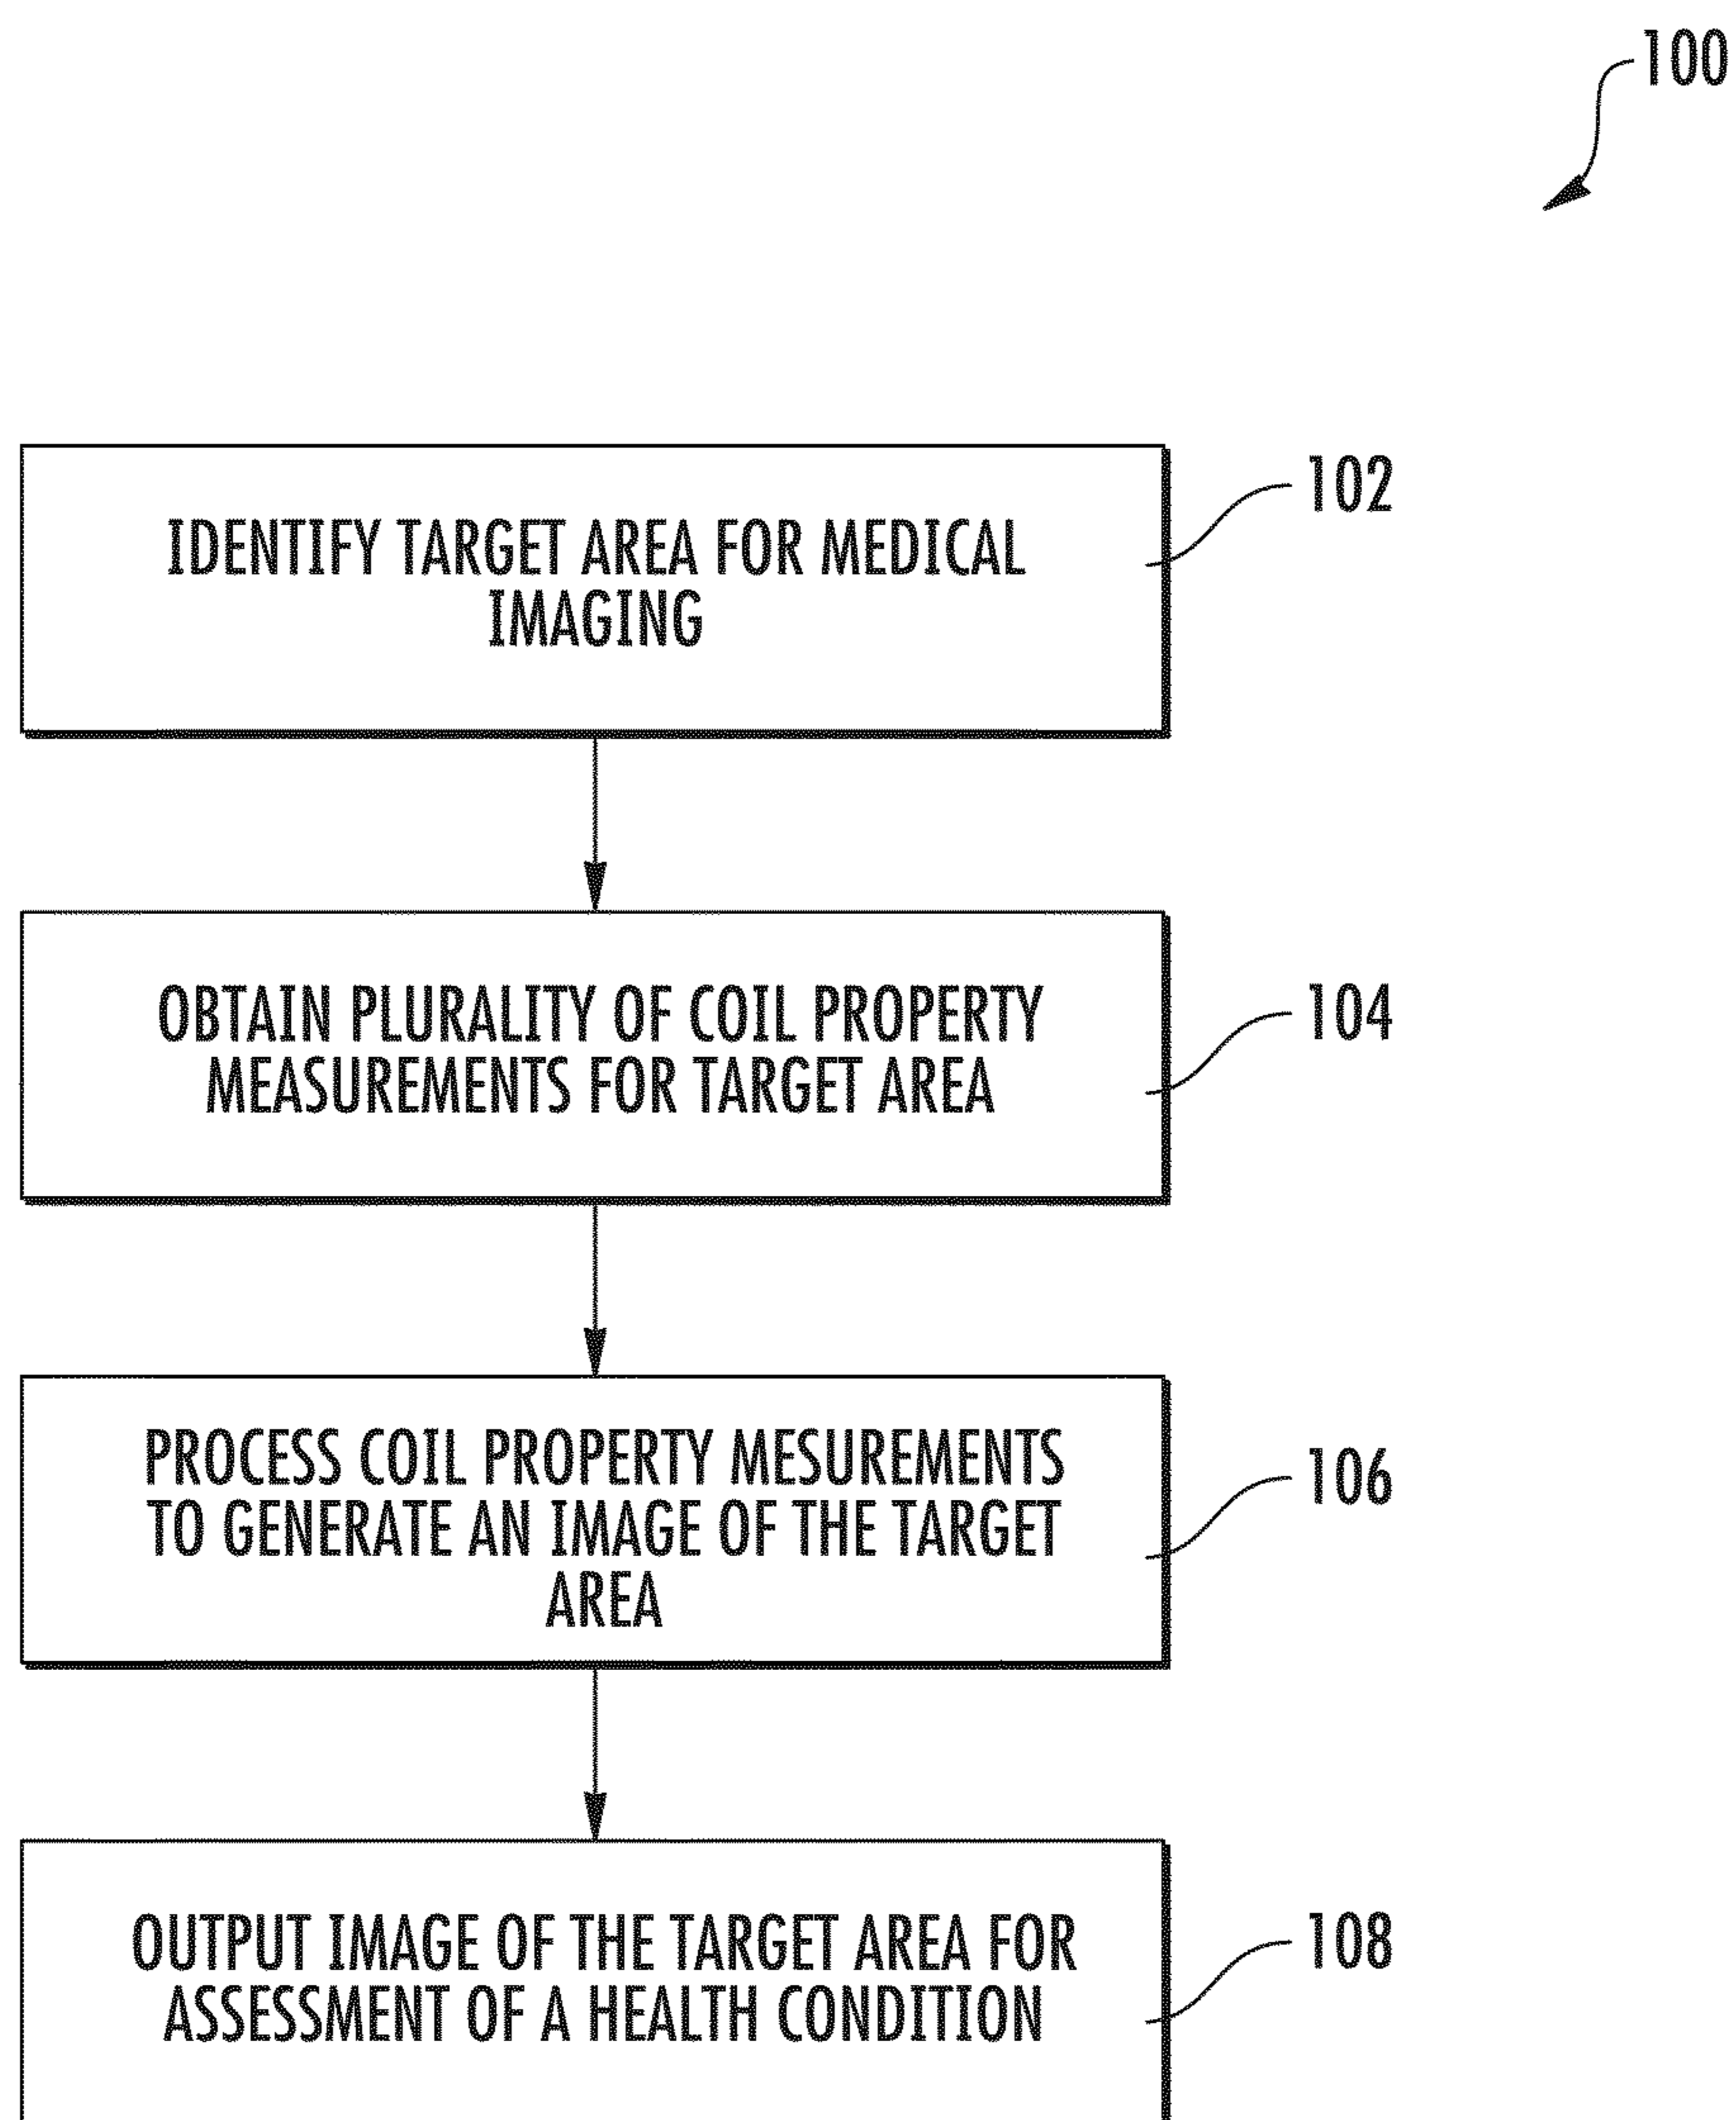 100
IDENTIFY TARGET AREA FOR MEDICAL
IMAGING
102
OBTAIN PLURALITY OF COIL PROPERTY
MEASUREMENTS FOR TARGET AREA
104
PROCESS COIL PROPERTY MESUREMENTS
TO GENERATE AN IMAGE OF THE TARGET
AREA
106
OUTPUT IMAGE OF THE TARGET AREA FOR
ASSESSMENT OF A HEALTH CONDITION
108